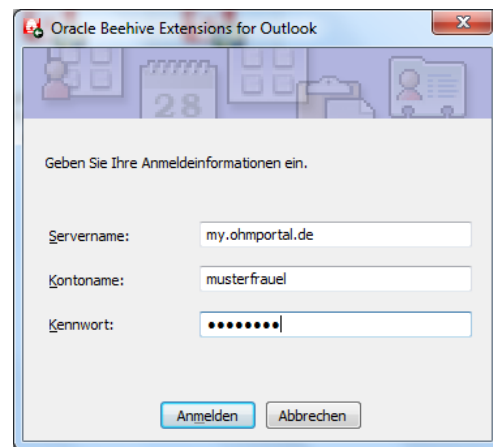 Oracle Beehive Extensions for Outlook
28
Geben Sie Ihre Anmeldeinformationen ein.
Servername: my.ohmportal.de
Kontoname: musterfrauel
Kennwort: ●●●●●●●●
Anmelden Abbrechen